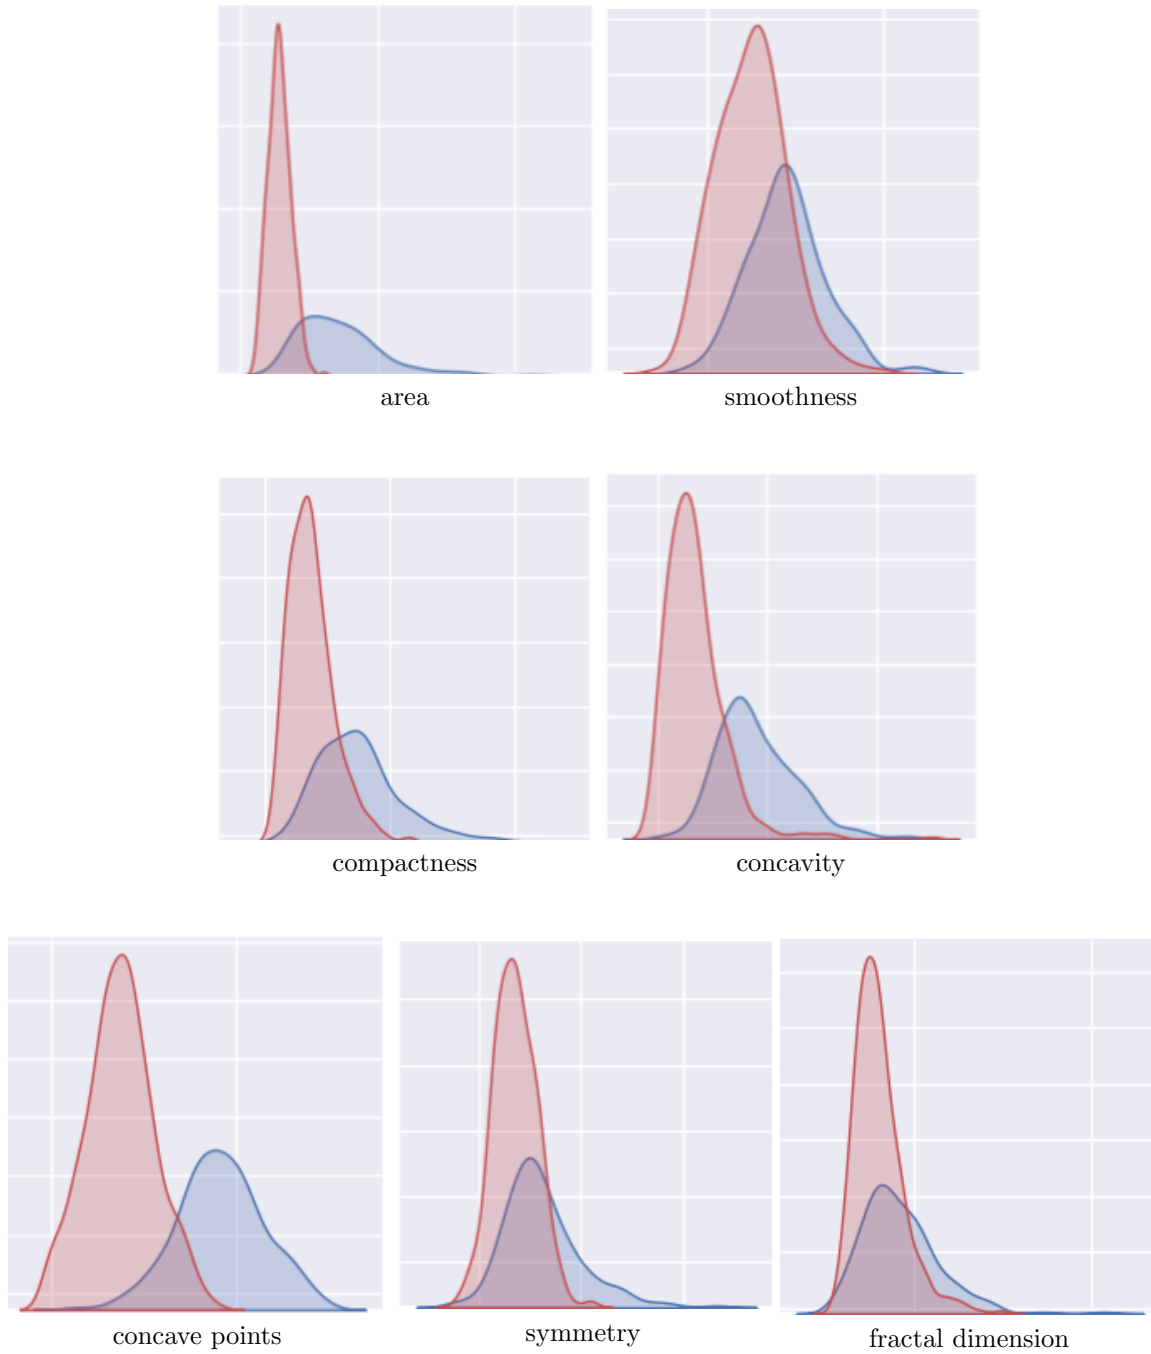 area
smoothness
compactness
concavity
concave points
symmetry
fractal dimension